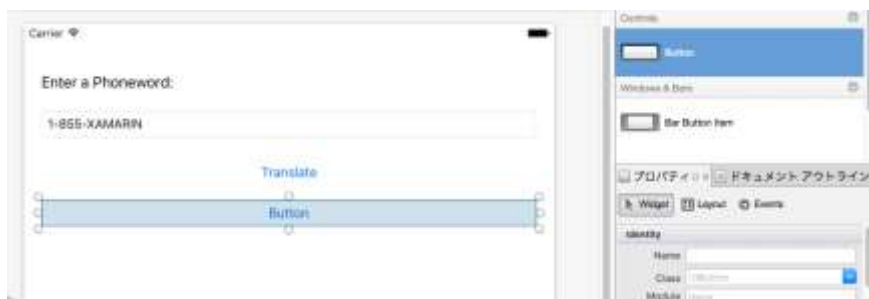 Carrier
Enter a Phoneword:
1-855-XAMARIN
Translate
Button
Controls
Button
Windows & Bars
Bar Button Item
プロパティ
ドキュメント アウトライン
Widget Layout Events
Identity
Name
Class UIButton
Module